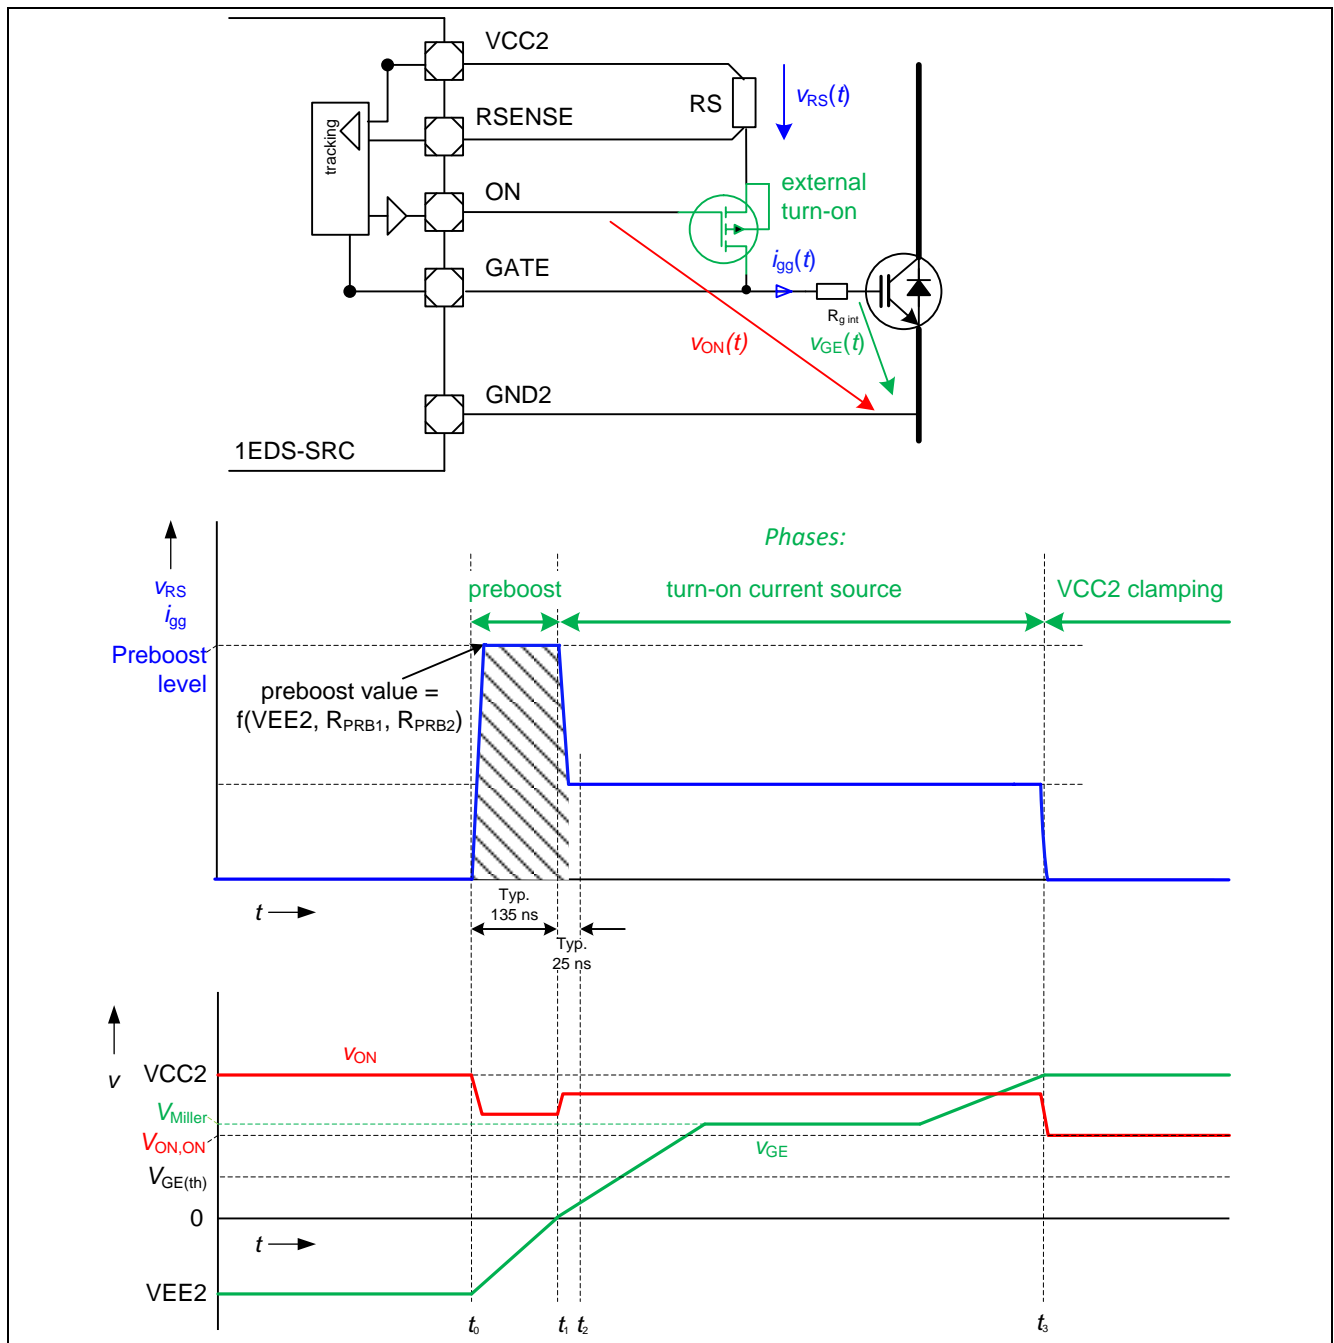 VCC2
RSENSE
ON
GATE
GND2
1EDS-SRC
tracking
RS
vRS(t)
external
turn-on
igg(t)
Rg int
vON(t)
vGE(t)
Phases:
preboost
turn-on current source
VCC2 clamping
vRS
igg
Preboost
level
preboost value =
f(VEE2, RPRB1, RPRB2)
t
Typ.
135 ns
Typ.
25 ns
v
VCC2
vON
VMiller
VON,ON
vGE
VGE(th)
0
t
VEE2
t0
t1
t2
t3